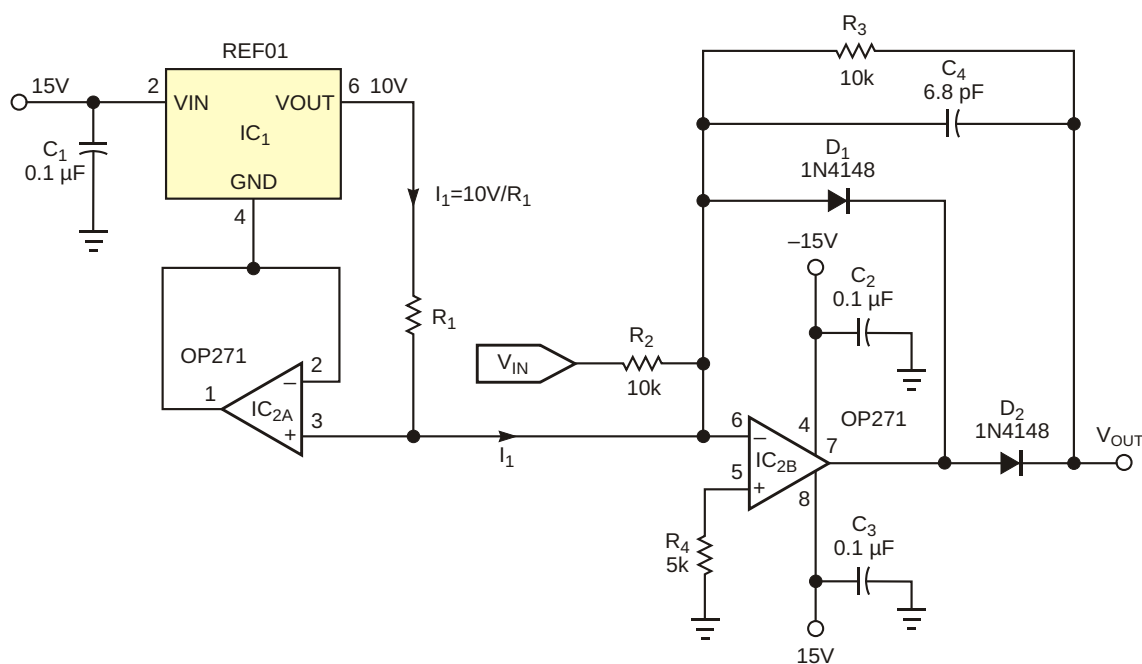 REF01
15V
2
VIN
VOUT
6
10V
IC1
GND
4
C1
0.1 µF
I1=10V/R1
R1
OP271
1
2
–
IC2A
+
3
I1
VIN
R2
10k
R3
10k
C4
6.8 pF
D1
1N4148
–15V
C2
0.1 µF
OP271
6
–
4
7
IC2B
5
+
8
D2
1N4148
VOUT
R4
5k
C3
0.1 µF
15V